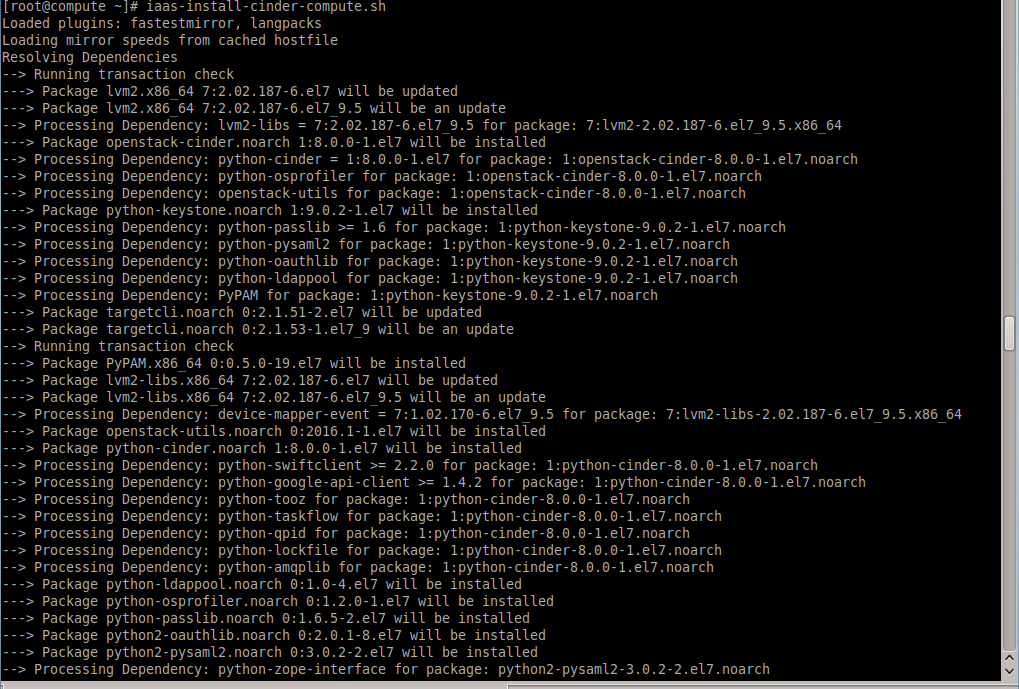 [root@compute ~]# iaas-install-cinder-compute.sh
Loaded plugins: fastestmirror, langpacks
Loading mirror speeds from cached hostfile
Resolving Dependencies
--> Running transaction check
---> Package lvm2.x86_64 7:2.02.187-6.el7 will be updated
---> Package lvm2.x86_64 7:2.02.187-6.el7_9.5 will be an update
--> Processing Dependency: lvm2-libs = 7:2.02.187-6.el7_9.5 for package: 7:lvm2-2.02.187-6.el7_9.5.x86_64
---> Package openstack-cinder.noarch 1:8.0.0-1.el7 will be installed
--> Processing Dependency: python-cinder = 1:8.0.0-1.el7 for package: 1:openstack-cinder-8.0.0-1.el7.noarch
--> Processing Dependency: python-osprofiler for package: 1:openstack-cinder-8.0.0-1.el7.noarch
--> Processing Dependency: openstack-utils for package: 1:openstack-cinder-8.0.0-1.el7.noarch
---> Package python-keystone.noarch 1:9.0.2-1.el7 will be installed
--> Processing Dependency: python-passlib >= 1.6 for package: 1:python-keystone-9.0.2-1.el7.noarch
--> Processing Dependency: python-pysaml2 for package: 1:python-keystone-9.0.2-1.el7.noarch
--> Processing Dependency: python-oauthlib for package: 1:python-keystone-9.0.2-1.el7.noarch
--> Processing Dependency: python-ldappool for package: 1:python-keystone-9.0.2-1.el7.noarch
--> Processing Dependency: PyPAM for package: 1:python-keystone-9.0.2-1.el7.noarch
---> Package targetcli.noarch 0:2.1.51-2.el7 will be updated
---> Package targetcli.noarch 0:2.1.53-1.el7_9 will be an update
--> Running transaction check
---> Package PyPAM.x86_64 0:0.5.0-19.el7 will be installed
---> Package lvm2-libs.x86_64 7:2.02.187-6.el7 will be updated
---> Package lvm2-libs.x86_64 7:2.02.187-6.el7_9.5 will be an update
--> Processing Dependency: device-mapper-event = 7:1.02.170-6.el7_9.5 for package: 7:lvm2-libs-2.02.187-6.el7_9.5.x86_64
---> Package openstack-utils.noarch 0:2016.1-1.el7 will be installed
---> Package python-cinder.noarch 1:8.0.0-1.el7 will be installed
--> Processing Dependency: python-swiftclient >= 2.2.0 for package: 1:python-cinder-8.0.0-1.el7.noarch
--> Processing Dependency: python-google-api-client >= 1.4.2 for package: 1:python-cinder-8.0.0-1.el7.noarch
--> Processing Dependency: python-tooz for package: 1:python-cinder-8.0.0-1.el7.noarch
--> Processing Dependency: python-taskflow for package: 1:python-cinder-8.0.0-1.el7.noarch
--> Processing Dependency: python-qpid for package: 1:python-cinder-8.0.0-1.el7.noarch
--> Processing Dependency: python-lockfile for package: 1:python-cinder-8.0.0-1.el7.noarch
--> Processing Dependency: python-amqplib for package: 1:python-cinder-8.0.0-1.el7.noarch
---> Package python-ldappool.noarch 0:1.0-4.el7 will be installed
---> Package python-osprofiler.noarch 0:1.2.0-1.el7 will be installed
---> Package python-passlib.noarch 0:1.6.5-2.el7 will be installed
---> Package python2-oauthlib.noarch 0:2.0.1-8.el7 will be installed
---> Package python2-pysaml2.noarch 0:3.0.2-2.el7 will be installed
--> Processing Dependency: python-zope-interface for package: python2-pysaml2-3.0.2-2.el7.noarch